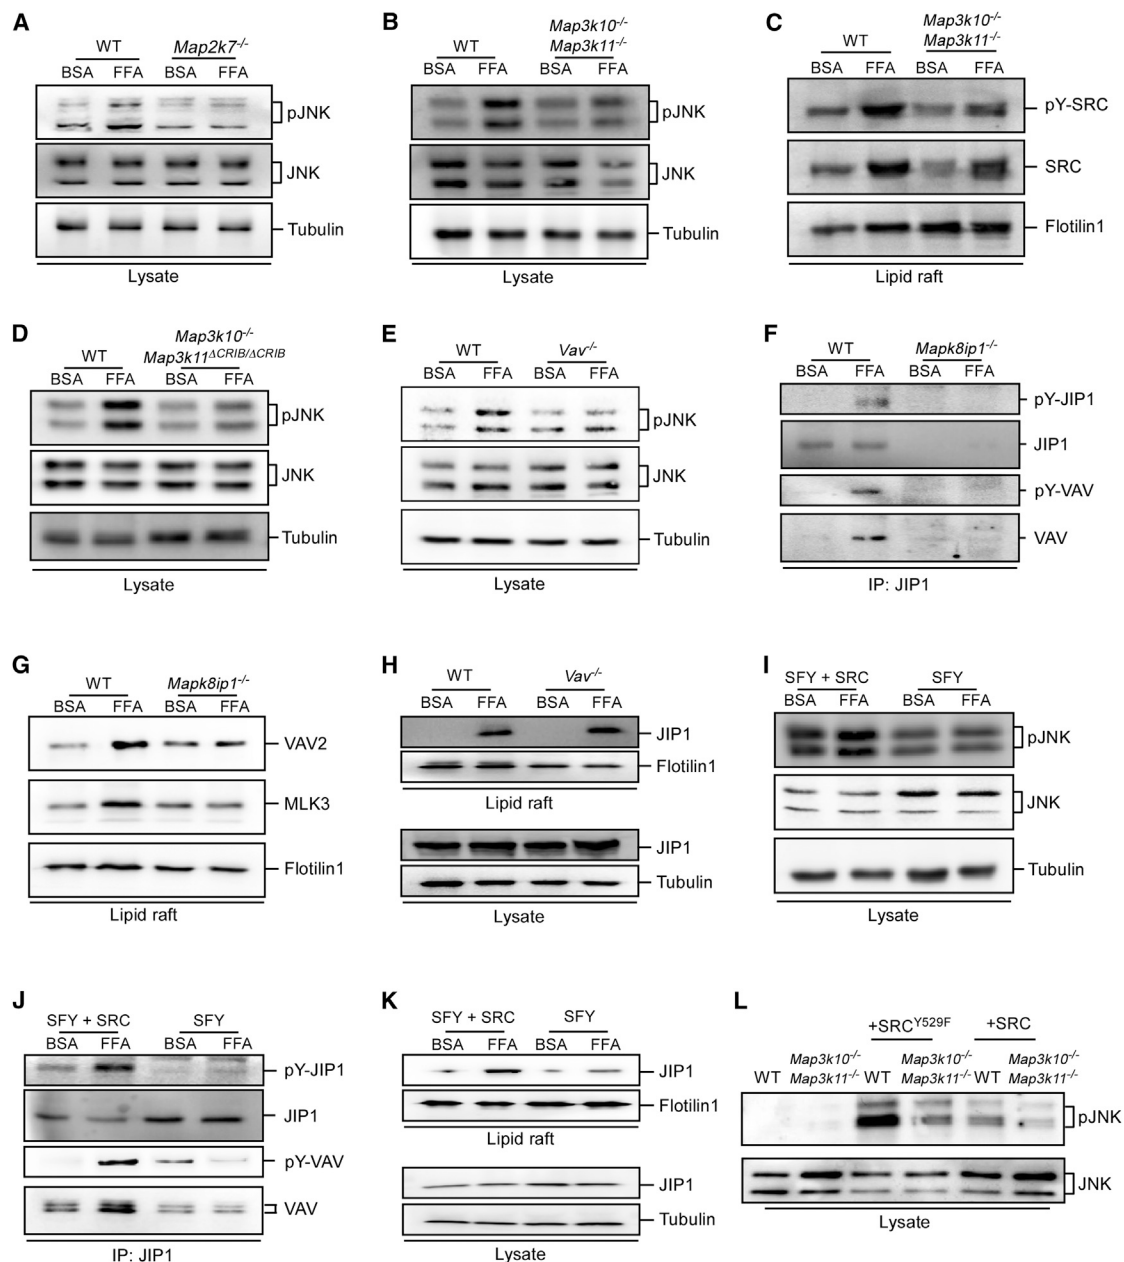 A
WT Map2k7-/-
BSA FFA BSA FFA
pJNK
JNK
Tubulin
Lysate
B
Map3k10-/-
WT Map3k11-/-
BSA FFA BSA FFA
pJNK
JNK
Tubulin
Lysate
C
Map3k10-/-
WT Map3k11-/-
BSA FFA BSA FFA
pY-SRC
SRC
Flotilin1
Lipid raft
D
Map3k10-/-
WT Map3k11ΔCRIB/ΔCRIB
BSA FFA BSA FFA
pJNK
JNK
Tubulin
Lysate
E
WT Vav-/-
BSA FFA BSA FFA
pJNK
JNK
Tubulin
Lysate
F
WT Mapk8ip1-/-
BSA FFA BSA FFA
pY-JIP1
JIP1
pY-VAV
VAV
IP: JIP1
G
WT Mapk8ip1-/-
BSA FFA BSA FFA
VAV2
MLK3
Flotilin1
Lipid raft
H
WT Vav-/-
BSA FFA BSA FFA
JIP1
Flotilin1
Lipid raft
JIP1
Tubulin
Lysate
I
SFY + SRC SFY
BSA FFA BSA FFA
pJNK
JNK
Tubulin
Lysate
J
SFY + SRC SFY
BSA FFA BSA FFA
pY-JIP1
JIP1
pY-VAV
VAV
IP: JIP1
K
SFY + SRC SFY
BSA FFA BSA FFA
JIP1
Flotilin1
Lipid raft
JIP1
Tubulin
Lysate
L
+SRCY529F +SRC
Map3k10-/- Map3k10-/- Map3k10-/-
WT Map3k11-/- WT Map3k11-/- WT Map3k11-/-
pJNK
JNK
Lysate